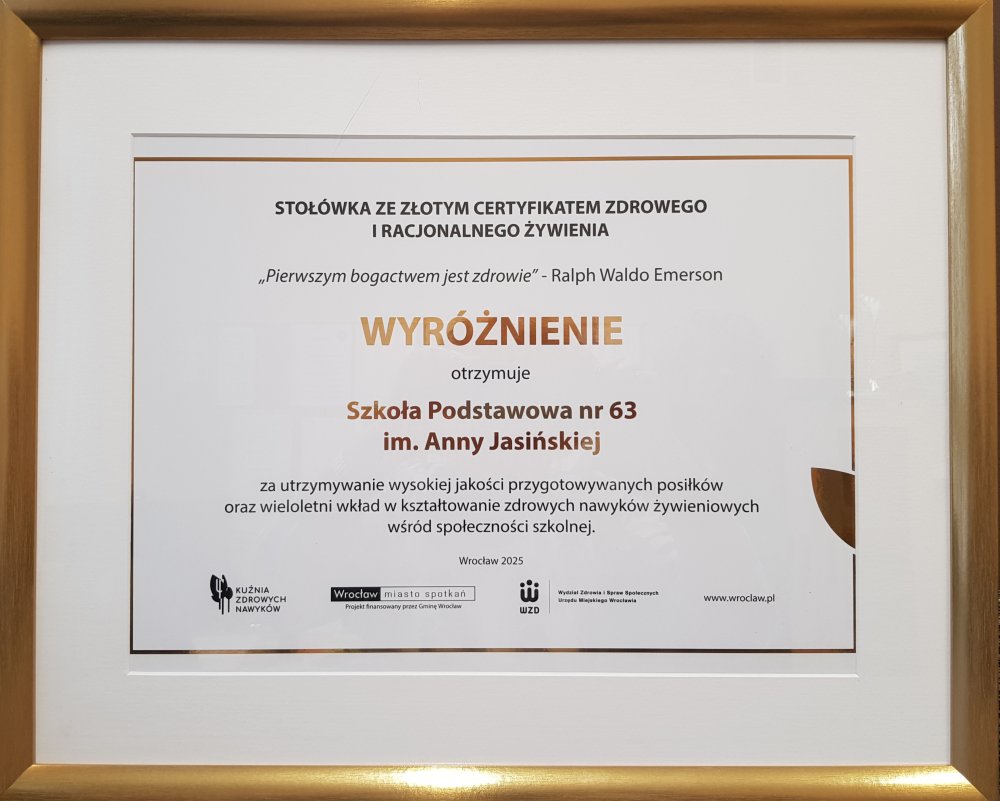 STOŁÓWKA ZE ZŁOTYM CERTYFIKATEM ZDROWEGO
I RACJONALNEGO ŻYWIENIA
„Pierwszym bogactwem jest zdrowie” - Ralph Waldo Emerson
WYRÓŻNIENIE
otrzymuje
Szkoła Podstawowa nr 63
im. Anny Jasińskiej
za utrzymywanie wysokiej jakości przygotowywanych posiłków
oraz wieloletni wkład w kształtowanie zdrowych nawyków żywieniowych
wśród społeczności szkolnej.
Wrocław 2025
KUŹNIA
ZDROWYCH
NAWYKÓW
Wrocław miasto spotkań
Projekt finansowany przez Gminę Wrocław
WZD
Wydział Zdrowia i Spraw Społecznych
Urzędu Miejskiego Wrocławia
www.wroclaw.pl